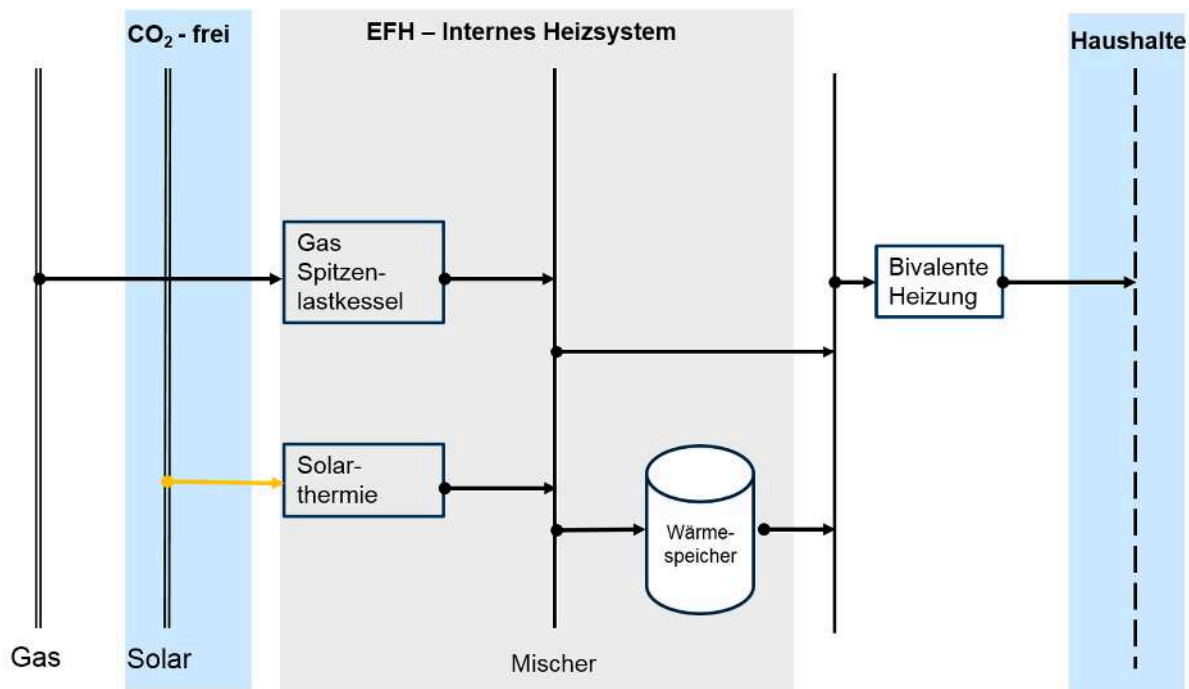 CO₂ - frei
EFH – Internes Heizsystem
Haushalte
Gas
Spitzen-
lastkessel
Bivalente
Heizung
Solar-
thermie
Wärme-
speicher
Gas
Solar
Mischer